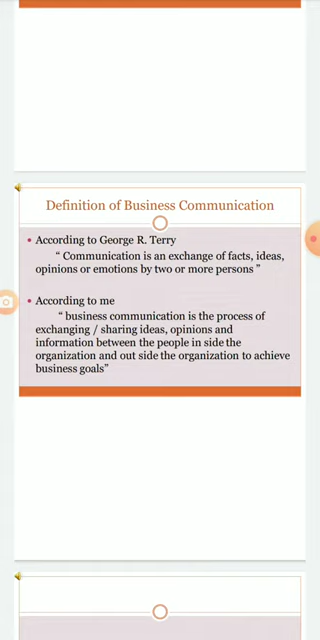 Definition of Business Communication
• According to George R. Terry
“ Communication is an exchange of facts, ideas,
opinions or emotions by two or more persons ”
• According to me
“ business communication is the process of
exchanging / sharing ideas, opinions and
information between the people in side the
organization and out side the organization to achieve
business goals”